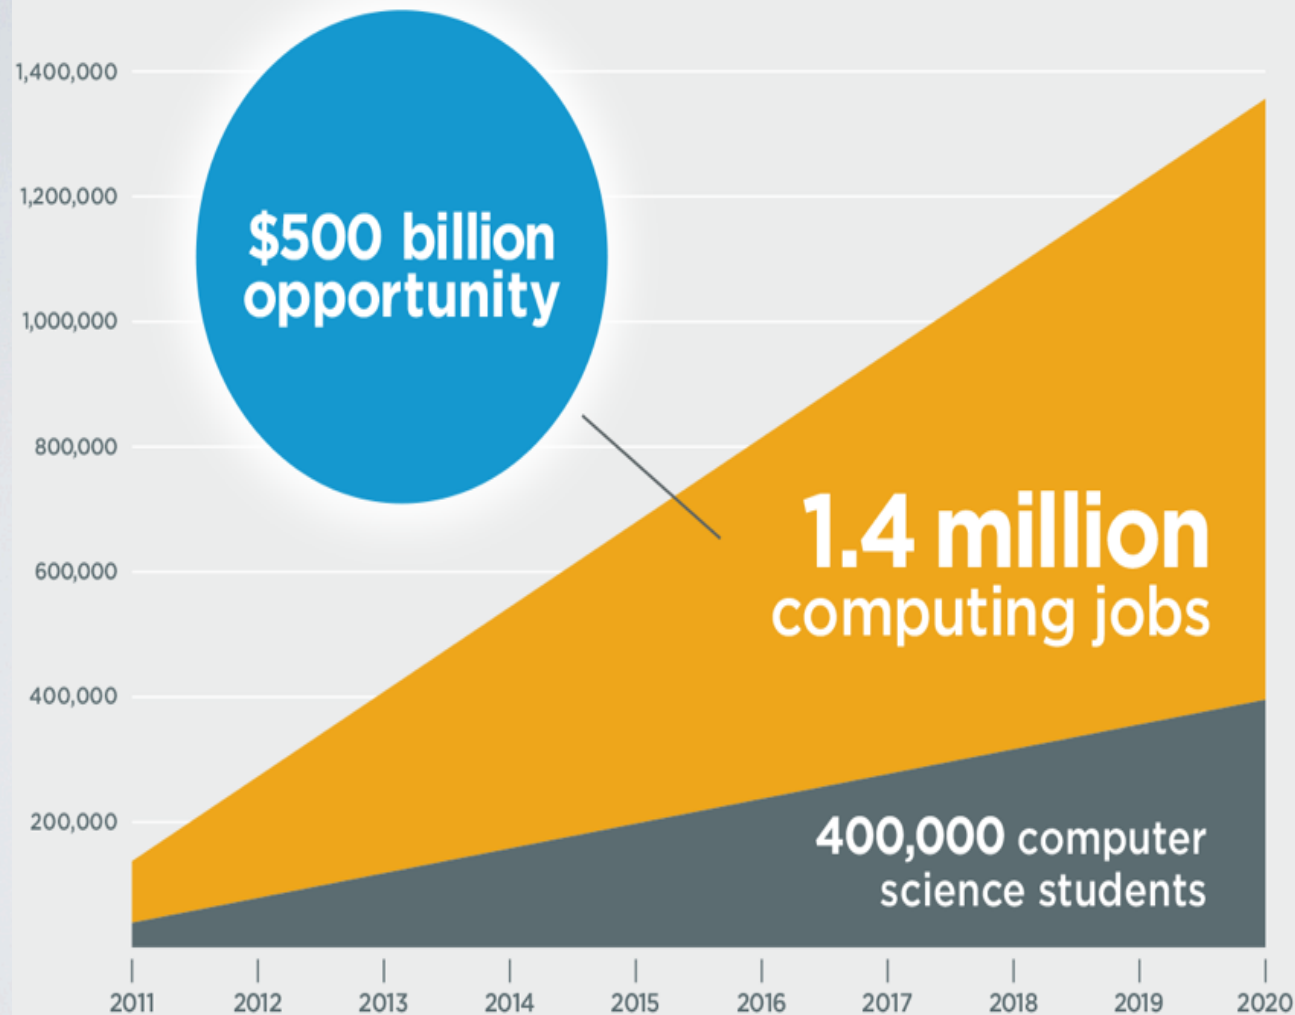 1,400,000
1,200,000
1,000,000
800,000
600,000
400,000
200,000
$500 billion
opportunity
1.4 million
computing jobs
400,000 computer
science students
2011 2012 2013 2014 2015 2016 2017 2018 2019 2020